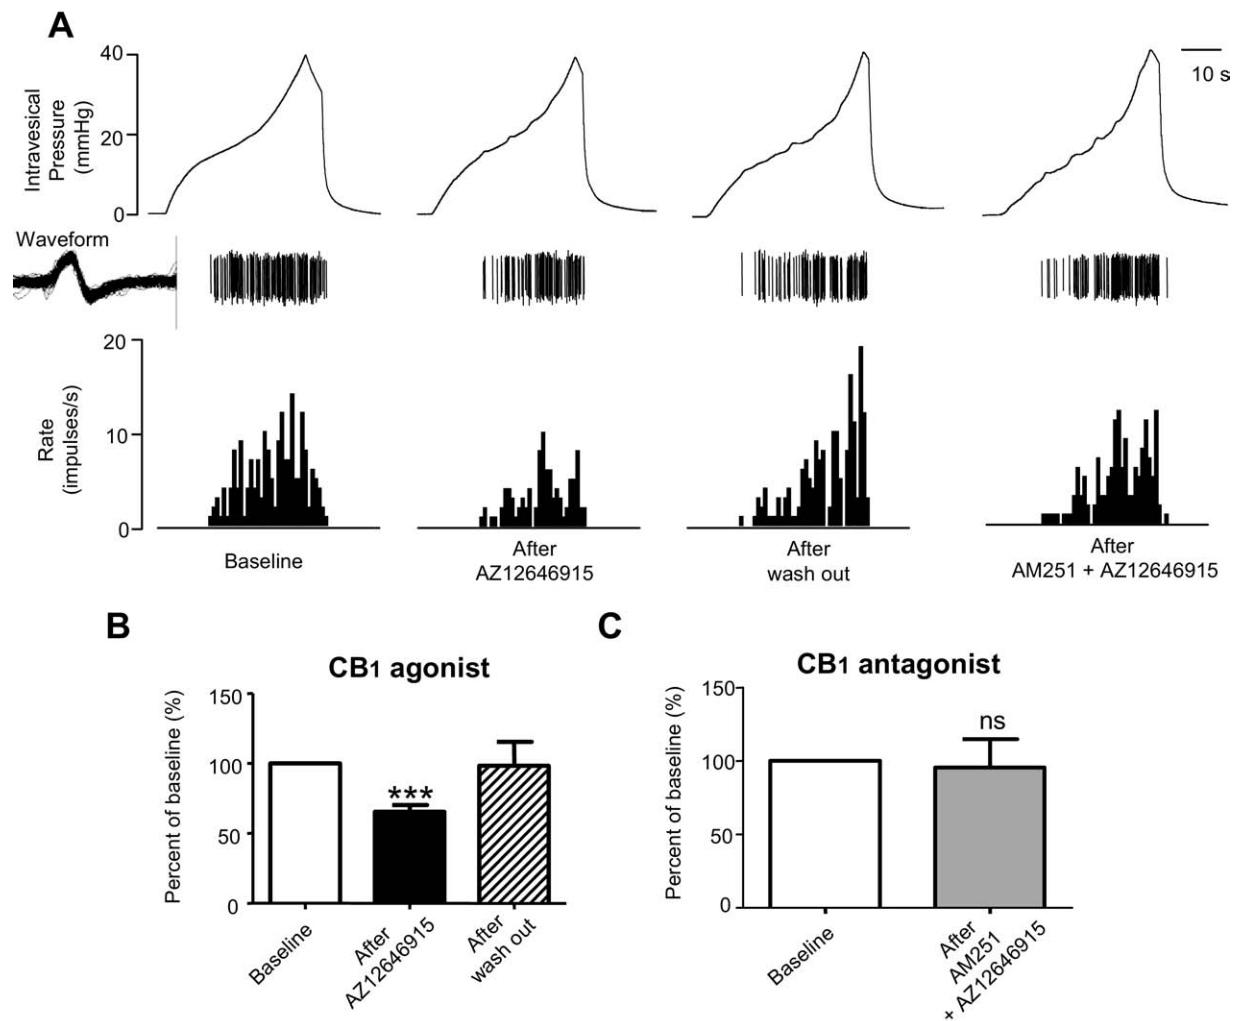 A
40
20
0
Intravesical
Pressure
(mmHg)
10 s
Waveform
20
10
0
Rate
(impulses/s)
Baseline
After
AZ12646915
After
wash out
After
AM251 + AZ12646915
B
CB1 agonist
150
100
50
0
Percent of baseline (%)
***
Baseline
After
AZ12646915
After
wash out
C
CB1 antagonist
150
100
50
0
Percent of baseline (%)
ns
Baseline
After
AM251
+ AZ12646915